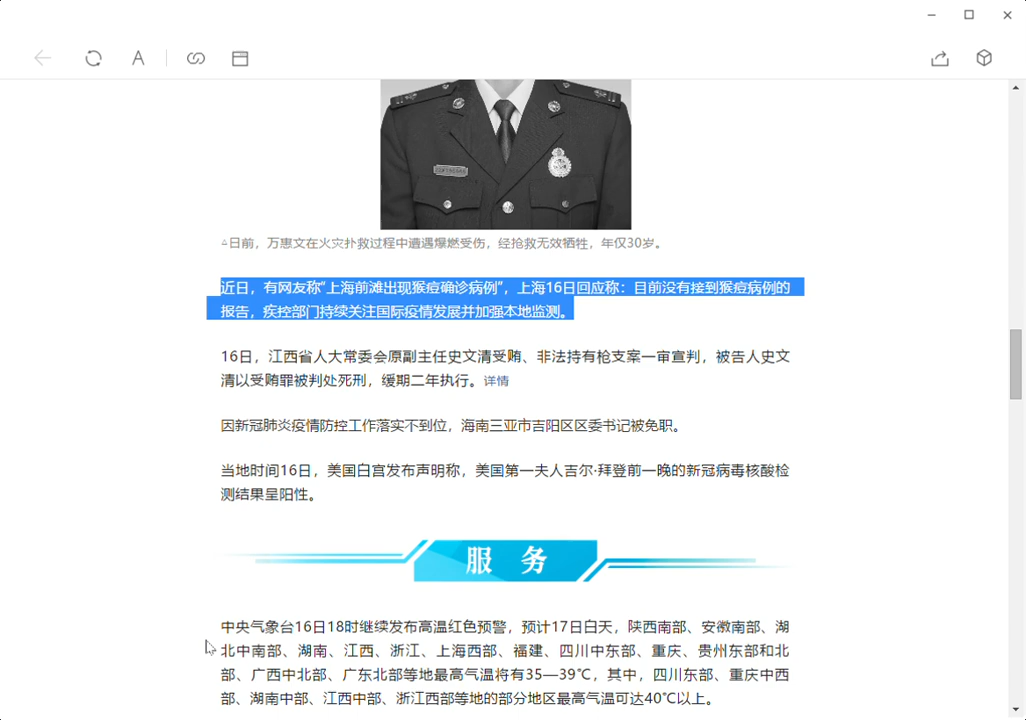 A
△日前，万惠文在火灾扑救过程中遭遇爆燃受伤，经抢救无效牺牲，年仅30岁。
近日，有网友称“上海前滩出现猴痘确诊病例”，上海16日回应称：目前没有接到猴痘病例的
报告，疾控部门持续关注国际疫情发展并加强本地监测。
16日，江西省人大常委会原副主任史文清受贿、非法持有枪支案一审宣判，被告人史文
清以受贿罪被判处死刑，缓期二年执行。详情
因新冠肺炎疫情防控工作落实不到位，海南三亚市吉阳区区委书记被免职。
当地时间16日，美国白宫发布声明称，美国第一夫人吉尔·拜登前一晚的新冠病毒核酸检
测结果呈阳性。
服 务
中央气象台16日18时继续发布高温红色预警，预计17日白天，陕西南部、安徽南部、湖
北中南部、湖南、江西、浙江、上海西部、福建、四川中东部、重庆、贵州东部和北
部、广西中北部、广东北部等地最高气温将有35—39℃，其中，四川东部、重庆中西
部、湖南中部、江西中部、浙江西部等地的部分地区最高气温可达40℃以上。